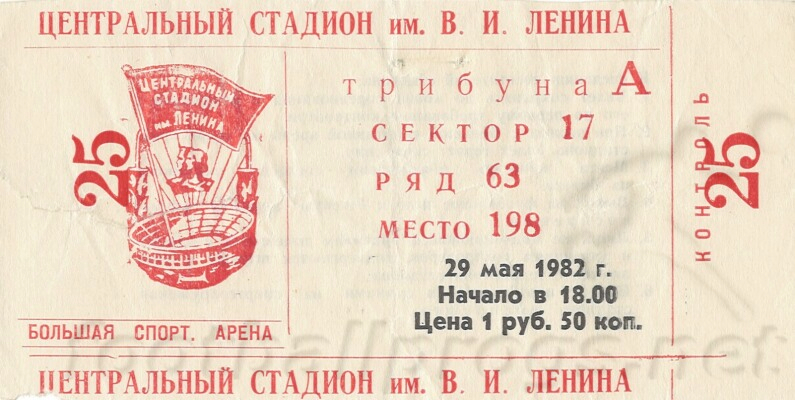 ЦЕНТРАЛЬНЫЙ СТАДИОН им. В. И. ЛЕНИНА
ЦЕНТРАЛЬНЫЙ
СТАДИОН
им. ЛЕНИНА
25
трибуна А
СЕКТОР 17
РЯД 63
МЕСТО 198
29 мая 1982 г.
Начало в 18.00
Цена 1 руб. 50 коп.
БОЛЬШАЯ СПОРТ. АРЕНА
КОНТРОЛЬ
25
ЦЕНТРАЛЬНЫЙ СТАДИОН им. В. И. ЛЕНИНА